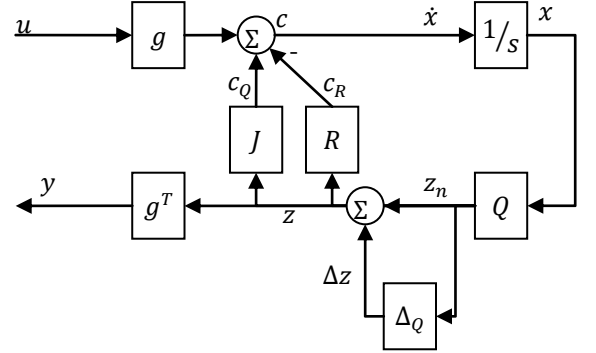 u g Σ c ẋ 1/s x
-
c_Q c_R
J R
y g^T z Σ z_n Q
Δz Δ_Q